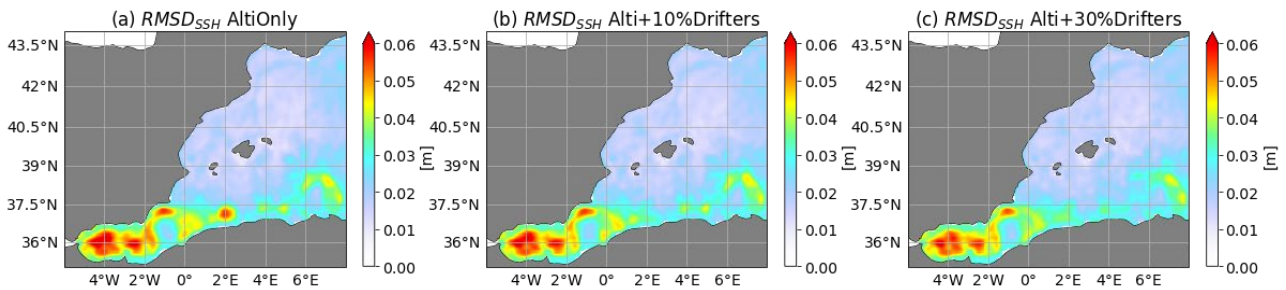 (a) RMSD_SSH AltiOnly
43.5°N
42°N
40.5°N
39°N
37.5°N
36°N
4°W 2°W 0°E 2°E 4°E 6°E
0.06
0.05
0.04
0.03
0.02
0.01
0.00
[m]
(b) RMSD_SSH Alti+10%Drifters
43.5°N
42°N
40.5°N
39°N
37.5°N
36°N
4°W 2°W 0°E 2°E 4°E 6°E
0.06
0.05
0.04
0.03
0.02
0.01
0.00
[m]
(c) RMSD_SSH Alti+30%Drifters
43.5°N
42°N
40.5°N
39°N
37.5°N
36°N
4°W 2°W 0°E 2°E 4°E 6°E
0.06
0.05
0.04
0.03
0.02
0.01
0.00
[m]